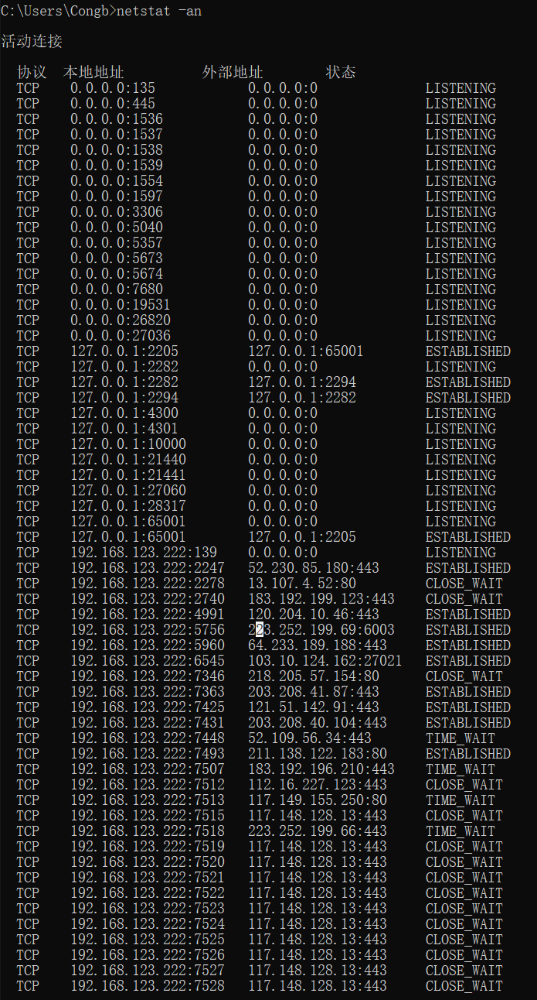 C:\Users\Congb>netstat -an
活动连接
协议 本地地址 外部地址 状态
TCP 0.0.0.0:135 0.0.0.0:0 LISTENING
TCP 0.0.0.0:445 0.0.0.0:0 LISTENING
TCP 0.0.0.0:1536 0.0.0.0:0 LISTENING
TCP 0.0.0.0:1537 0.0.0.0:0 LISTENING
TCP 0.0.0.0:1538 0.0.0.0:0 LISTENING
TCP 0.0.0.0:1539 0.0.0.0:0 LISTENING
TCP 0.0.0.0:1554 0.0.0.0:0 LISTENING
TCP 0.0.0.0:1597 0.0.0.0:0 LISTENING
TCP 0.0.0.0:3306 0.0.0.0:0 LISTENING
TCP 0.0.0.0:5040 0.0.0.0:0 LISTENING
TCP 0.0.0.0:5357 0.0.0.0:0 LISTENING
TCP 0.0.0.0:5673 0.0.0.0:0 LISTENING
TCP 0.0.0.0:5674 0.0.0.0:0 LISTENING
TCP 0.0.0.0:7680 0.0.0.0:0 LISTENING
TCP 0.0.0.0:19531 0.0.0.0:0 LISTENING
TCP 0.0.0.0:26820 0.0.0.0:0 LISTENING
TCP 0.0.0.0:27036 0.0.0.0:0 LISTENING
TCP 127.0.0.1:2205 127.0.0.1:65001 ESTABLISHED
TCP 127.0.0.1:2282 0.0.0.0:0 LISTENING
TCP 127.0.0.1:2282 127.0.0.1:2294 ESTABLISHED
TCP 127.0.0.1:2294 127.0.0.1:2282 ESTABLISHED
TCP 127.0.0.1:4300 0.0.0.0:0 LISTENING
TCP 127.0.0.1:4301 0.0.0.0:0 LISTENING
TCP 127.0.0.1:10000 0.0.0.0:0 LISTENING
TCP 127.0.0.1:21440 0.0.0.0:0 LISTENING
TCP 127.0.0.1:21441 0.0.0.0:0 LISTENING
TCP 127.0.0.1:27060 0.0.0.0:0 LISTENING
TCP 127.0.0.1:28317 0.0.0.0:0 LISTENING
TCP 127.0.0.1:65001 0.0.0.0:0 LISTENING
TCP 127.0.0.1:65001 127.0.0.1:2205 ESTABLISHED
TCP 192.168.123.222:139 0.0.0.0:0 LISTENING
TCP 192.168.123.222:2247 52.230.85.180:443 ESTABLISHED
TCP 192.168.123.222:2278 13.107.4.52:80 CLOSE_WAIT
TCP 192.168.123.222:2740 183.192.199.123:443 CLOSE_WAIT
TCP 192.168.123.222:4991 120.204.10.46:443 ESTABLISHED
TCP 192.168.123.222:5756 223.252.199.69:6003 ESTABLISHED
TCP 192.168.123.222:5960 64.233.189.188:443 ESTABLISHED
TCP 192.168.123.222:6545 103.10.124.162:27021 ESTABLISHED
TCP 192.168.123.222:7346 218.205.57.154:80 CLOSE_WAIT
TCP 192.168.123.222:7363 203.208.41.87:443 ESTABLISHED
TCP 192.168.123.222:7425 121.51.142.91:443 ESTABLISHED
TCP 192.168.123.222:7431 203.208.40.104:443 ESTABLISHED
TCP 192.168.123.222:7448 52.109.56.34:443 TIME_WAIT
TCP 192.168.123.222:7493 211.138.122.183:80 ESTABLISHED
TCP 192.168.123.222:7507 183.192.196.210:443 TIME_WAIT
TCP 192.168.123.222:7512 112.16.227.123:443 CLOSE_WAIT
TCP 192.168.123.222:7513 117.149.155.250:80 TIME_WAIT
TCP 192.168.123.222:7515 117.148.128.13:443 CLOSE_WAIT
TCP 192.168.123.222:7518 223.252.199.66:443 TIME_WAIT
TCP 192.168.123.222:7519 117.148.128.13:443 CLOSE_WAIT
TCP 192.168.123.222:7520 117.148.128.13:443 CLOSE_WAIT
TCP 192.168.123.222:7521 117.148.128.13:443 CLOSE_WAIT
TCP 192.168.123.222:7522 117.148.128.13:443 CLOSE_WAIT
TCP 192.168.123.222:7523 117.148.128.13:443 CLOSE_WAIT
TCP 192.168.123.222:7524 117.148.128.13:443 CLOSE_WAIT
TCP 192.168.123.222:7525 117.148.128.13:443 CLOSE_WAIT
TCP 192.168.123.222:7526 117.148.128.13:443 CLOSE_WAIT
TCP 192.168.123.222:7527 117.148.128.13:443 CLOSE_WAIT
TCP 192.168.123.222:7528 117.148.128.13:443 CLOSE_WAIT